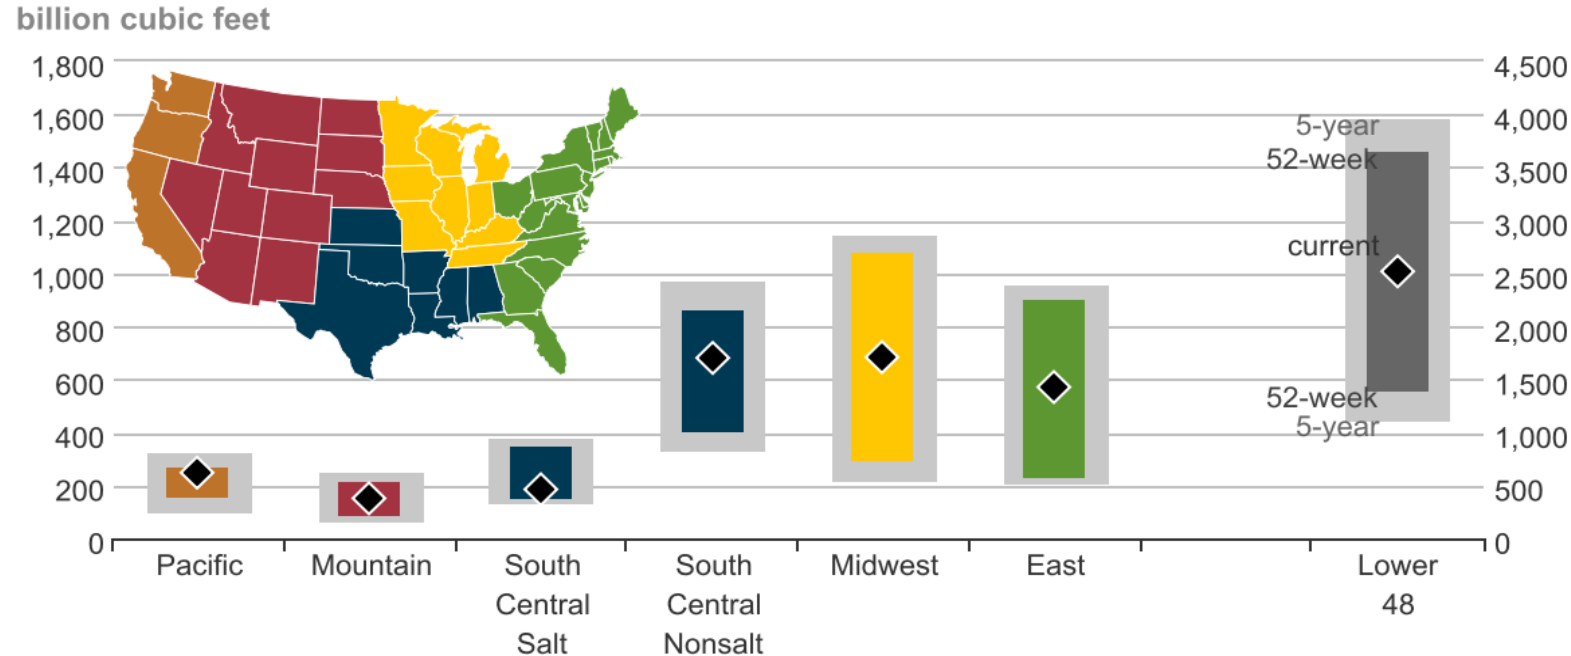 billion cubic feet
1,800
1,600
1,400
1,200
1,000
800
600
400
200
0
4,500
4,000
3,500
3,000
2,500
2,000
1,500
1,000
500
0
5-year
52-week
current
52-week
5-year
Pacific
Mountain
South
Central
Salt
South
Central
Nonsalt
Midwest
East
Lower
48